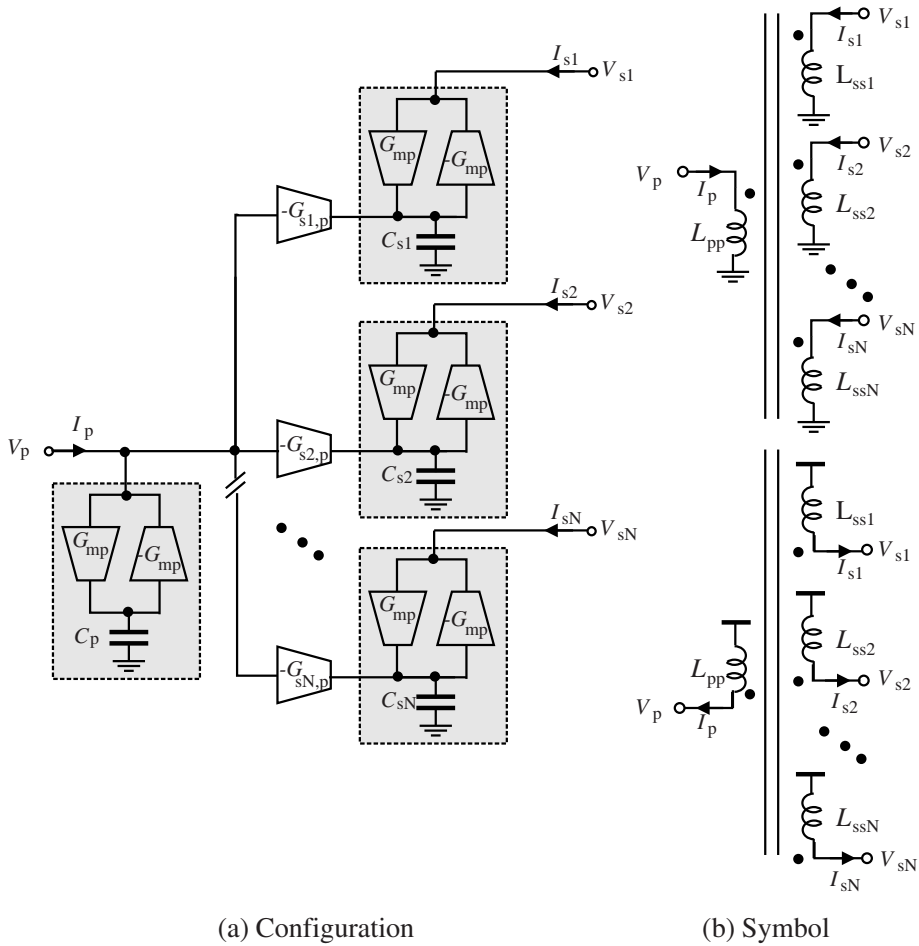 I_s1
V_s1
G_mp
-G_mp
-G_s1,p
C_s1
I_s2
V_s2
G_mp
-G_mp
V_p
I_p
-G_s2,p
C_s2
G_mp
-G_mp
C_p
I_sN
V_sN
G_mp
-G_mp
-G_sN,p
C_sN
V_s1
I_s1
L_ss1
V_s2
I_s2
L_ss2
V_p
I_p
L_pp
V_sN
I_sN
L_ssN
L_ss1
V_s1
I_s1
L_ss2
V_s2
I_s2
L_pp
V_p
I_p
L_ssN
V_sN
I_sN
(a) Configuration
(b) Symbol